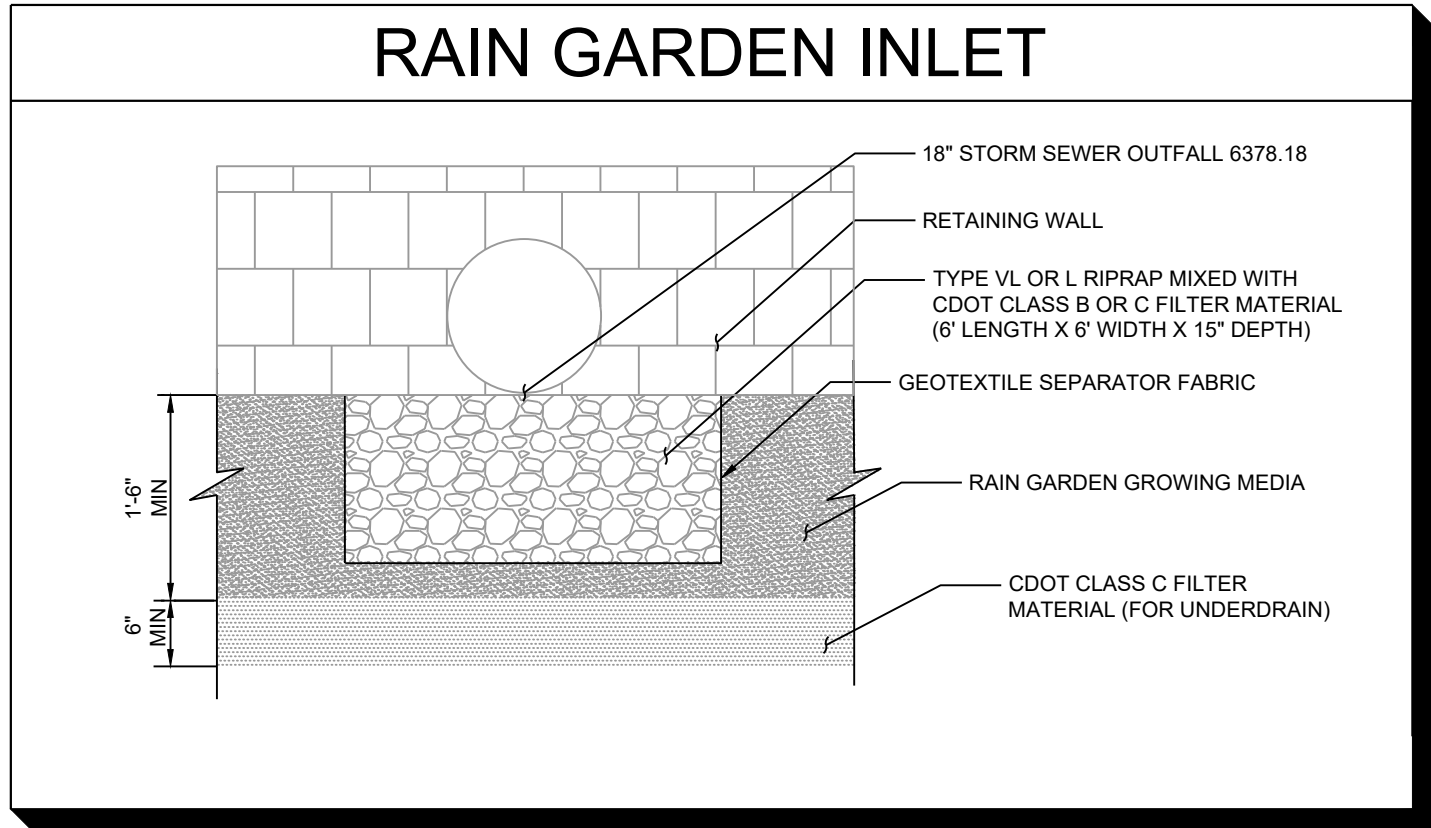 RAIN GARDEN INLET
18" STORM SEWER OUTFALL 6378.18
RETAINING WALL
TYPE VL OR L RIPRAP MIXED WITH
CDOT CLASS B OR C FILTER MATERIAL
(6' LENGTH X 6' WIDTH X 15" DEPTH)
GEOTEXTILE SEPARATOR FABRIC
RAIN GARDEN GROWING MEDIA
CDOT CLASS C FILTER
MATERIAL (FOR UNDERDRAIN)
1'-6"
MIN
6"
MIN